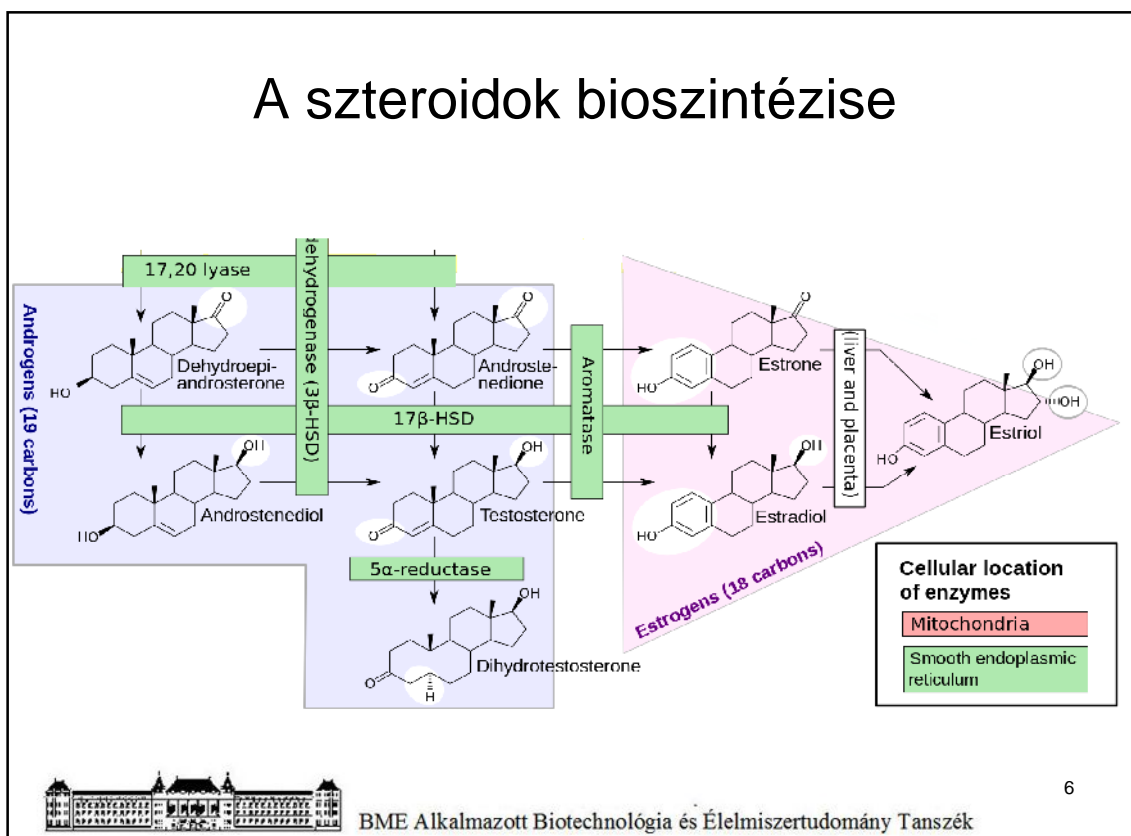 A szteroidok bioszintézise
17,20 lyase
dehydrogenase (3β-HSD)
Androgens (19 carbons)
O
O
O
Dehydroepi-
androsterone
HO
Androste-
nedione
O
Aromatase
Estrone
HO
(liver and placenta)
OH
OH
Estriol
HO
17β-HSD
OH
OH
OH
Androstenediol
HO
Testosterone
O
Estradiol
HO
5α-reductase
Estrogens (18 carbons)
OH
Dihydrotestosterone
O
H
Cellular location
of enzymes
Mitochondria
Smooth endoplasmic
reticulum
6
BME Alkalmazott Biotechnológia és Élelmiszertudomány Tanszék